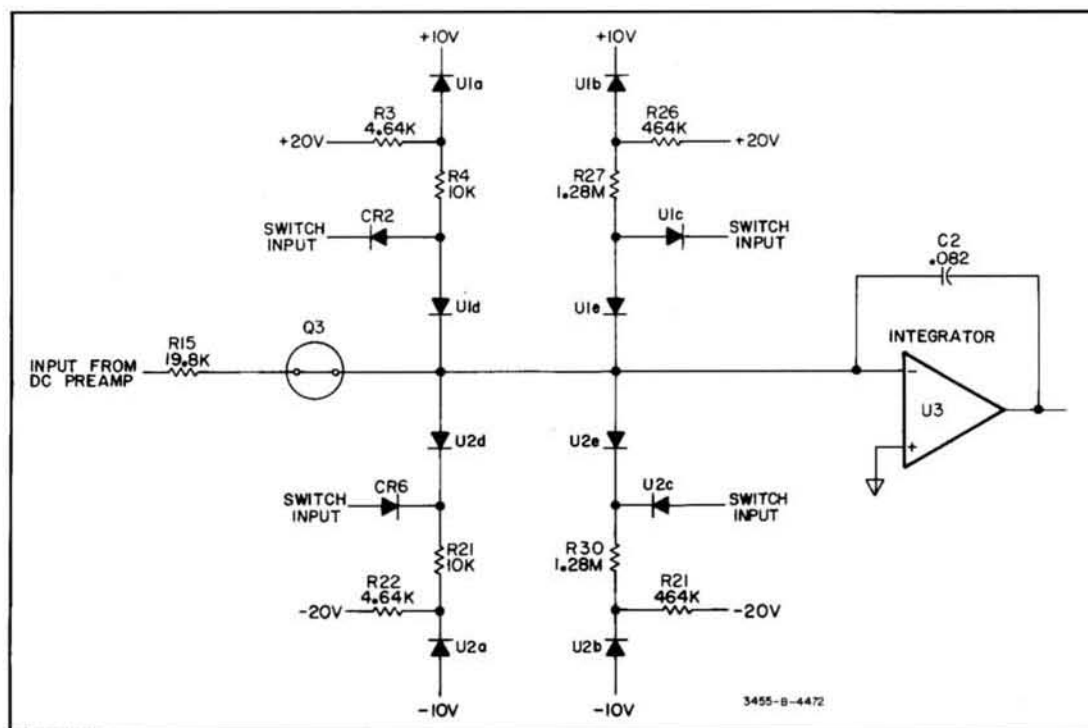 +10V
+10V
U1a
U1b
R3
4.64K
+20V
R26
464K
+20V
R4
10K
R27
1.28M
SWITCH
INPUT
CR2
U1c
SWITCH
INPUT
C2
.082
U1d
U1e
INTEGRATOR
Q3
R15
19.8K
INPUT FROM
DC PREAMP
−
U3
+
U2d
U2e
SWITCH
INPUT
CR6
U2c
SWITCH
INPUT
R21
10K
R30
1.28M
R22
4.64K
-20V
R21
464K
-20V
U2a
U2b
-10V
-10V
3455-B-4472